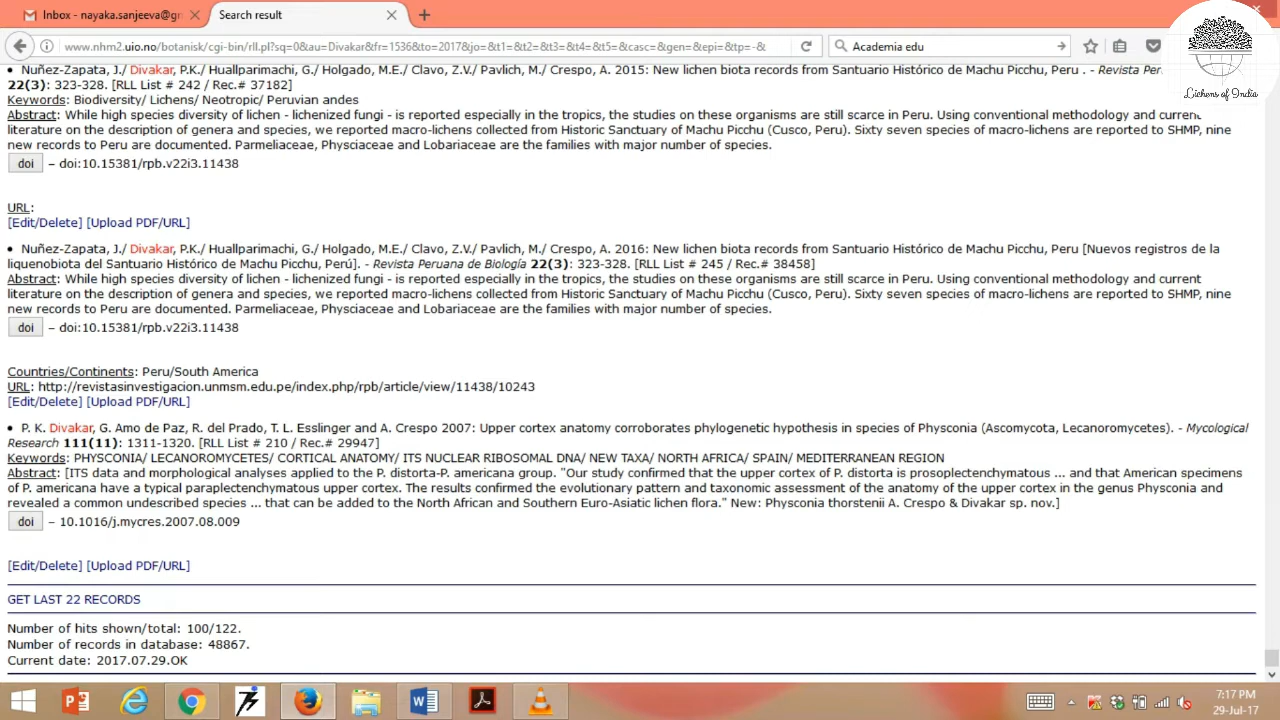 Inbox - nayaka.sanjeeva@gr
Search result
www.nhm2.uio.no/botanisk/cgi-bin/rll.pl?sq=0&au=Divakar&fr=1536&to=2017&jo=&t1=&t2=&t3=&t4=&t5=&casc=&gen=&epi=&tp=-&
Academia edu
Lichens of India
• Nuñez-Zapata, J./ Divakar, P.K./ Huallparimachi, G./ Holgado, M.E./ Clavo, Z.V./ Pavlich, M./ Crespo, A. 2015: New lichen biota records from Santuario Histórico de Machu Picchu, Peru . - Revista Per
22(3): 323-328. [RLL List # 242 / Rec.# 37182]
Keywords: Biodiversity/ Lichens/ Neotropic/ Peruvian andes
Abstract: While high species diversity of lichen - lichenized fungi - is reported especially in the tropics, the studies on these organisms are still scarce in Peru. Using conventional methodology and current
literature on the description of genera and species, we reported macro-lichens collected from Historic Sanctuary of Machu Picchu (Cusco, Peru). Sixty seven species of macro-lichens are reported to SHMP, nine
new records to Peru are documented. Parmeliaceae, Physciaceae and Lobariaceae are the families with major number of species.
doi – doi:10.15381/rpb.v22i3.11438
URL:
[Edit/Delete] [Upload PDF/URL]
• Nuñez-Zapata, J./ Divakar, P.K./ Huallparimachi, G./ Holgado, M.E./ Clavo, Z.V./ Pavlich, M./ Crespo, A. 2016: New lichen biota records from Santuario Histórico de Machu Picchu, Peru [Nuevos registros de la
liquenobiota del Santuario Histórico de Machu Picchu, Perú]. - Revista Peruana de Biología 22(3): 323-328. [RLL List # 245 / Rec.# 38458]
Abstract: While high species diversity of lichen - lichenized fungi - is reported especially in the tropics, the studies on these organisms are still scarce in Peru. Using conventional methodology and current
literature on the description of genera and species, we reported macro-lichens collected from Historic Sanctuary of Machu Picchu (Cusco, Peru). Sixty seven species of macro-lichens are reported to SHMP, nine
new records to Peru are documented. Parmeliaceae, Physciaceae and Lobariaceae are the families with major number of species.
doi – doi:10.15381/rpb.v22i3.11438
Countries/Continents: Peru/South America
URL: http://revistasinvestigacion.unmsm.edu.pe/index.php/rpb/article/view/11438/10243
[Edit/Delete] [Upload PDF/URL]
• P. K. Divakar, G. Amo de Paz, R. del Prado, T. L. Esslinger and A. Crespo 2007: Upper cortex anatomy corroborates phylogenetic hypothesis in species of Physconia (Ascomycota, Lecanoromycetes). - Mycological
Research 111(11): 1311-1320. [RLL List # 210 / Rec.# 29947]
Keywords: PHYSCONIA/ LECANOROMYCETES/ CORTICAL ANATOMY/ ITS NUCLEAR RIBOSOMAL DNA/ NEW TAXA/ NORTH AFRICA/ SPAIN/ MEDITERRANEAN REGION
Abstract: [ITS data and morphological analyses applied to the P. distorta-P. americana group. "Our study confirmed that the upper cortex of P. distorta is prosoplectenchymatous ... and that American specimens
of P. americana have a typical paraplectenchymatous upper cortex. The results confirmed the evolutionary pattern and taxonomic assessment of the anatomy of the upper cortex in the genus Physconia and
revealed a common undescribed species ... that can be added to the North African and Southern Euro-Asiatic lichen flora." New: Physconia thorstenii A. Crespo & Divakar sp. nov.]
doi – 10.1016/j.mycres.2007.08.009
[Edit/Delete] [Upload PDF/URL]
GET LAST 22 RECORDS
Number of hits shown/total: 100/122.
Number of records in database: 48867.
Current date: 2017.07.29.OK
7:17 PM
29-Jul-17